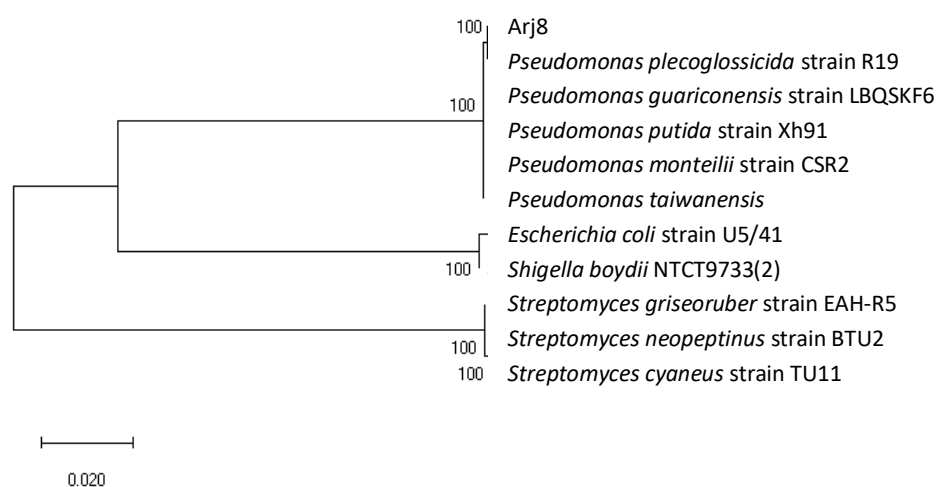 100 Arj8
Pseudomonas plecoglossicida strain R19
100 Pseudomonas guariconensis strain LBQSKF6
Pseudomonas putida strain Xh91
Pseudomonas monteilii strain CSR2
Pseudomonas taiwanensis
Escherichia coli strain U5/41
100 Shigella boydii NTCT9733(2)
Streptomyces griseoruber strain EAH-R5
100 Streptomyces neopeptinus strain BTU2
100 Streptomyces cyaneus strain TU11
0.020